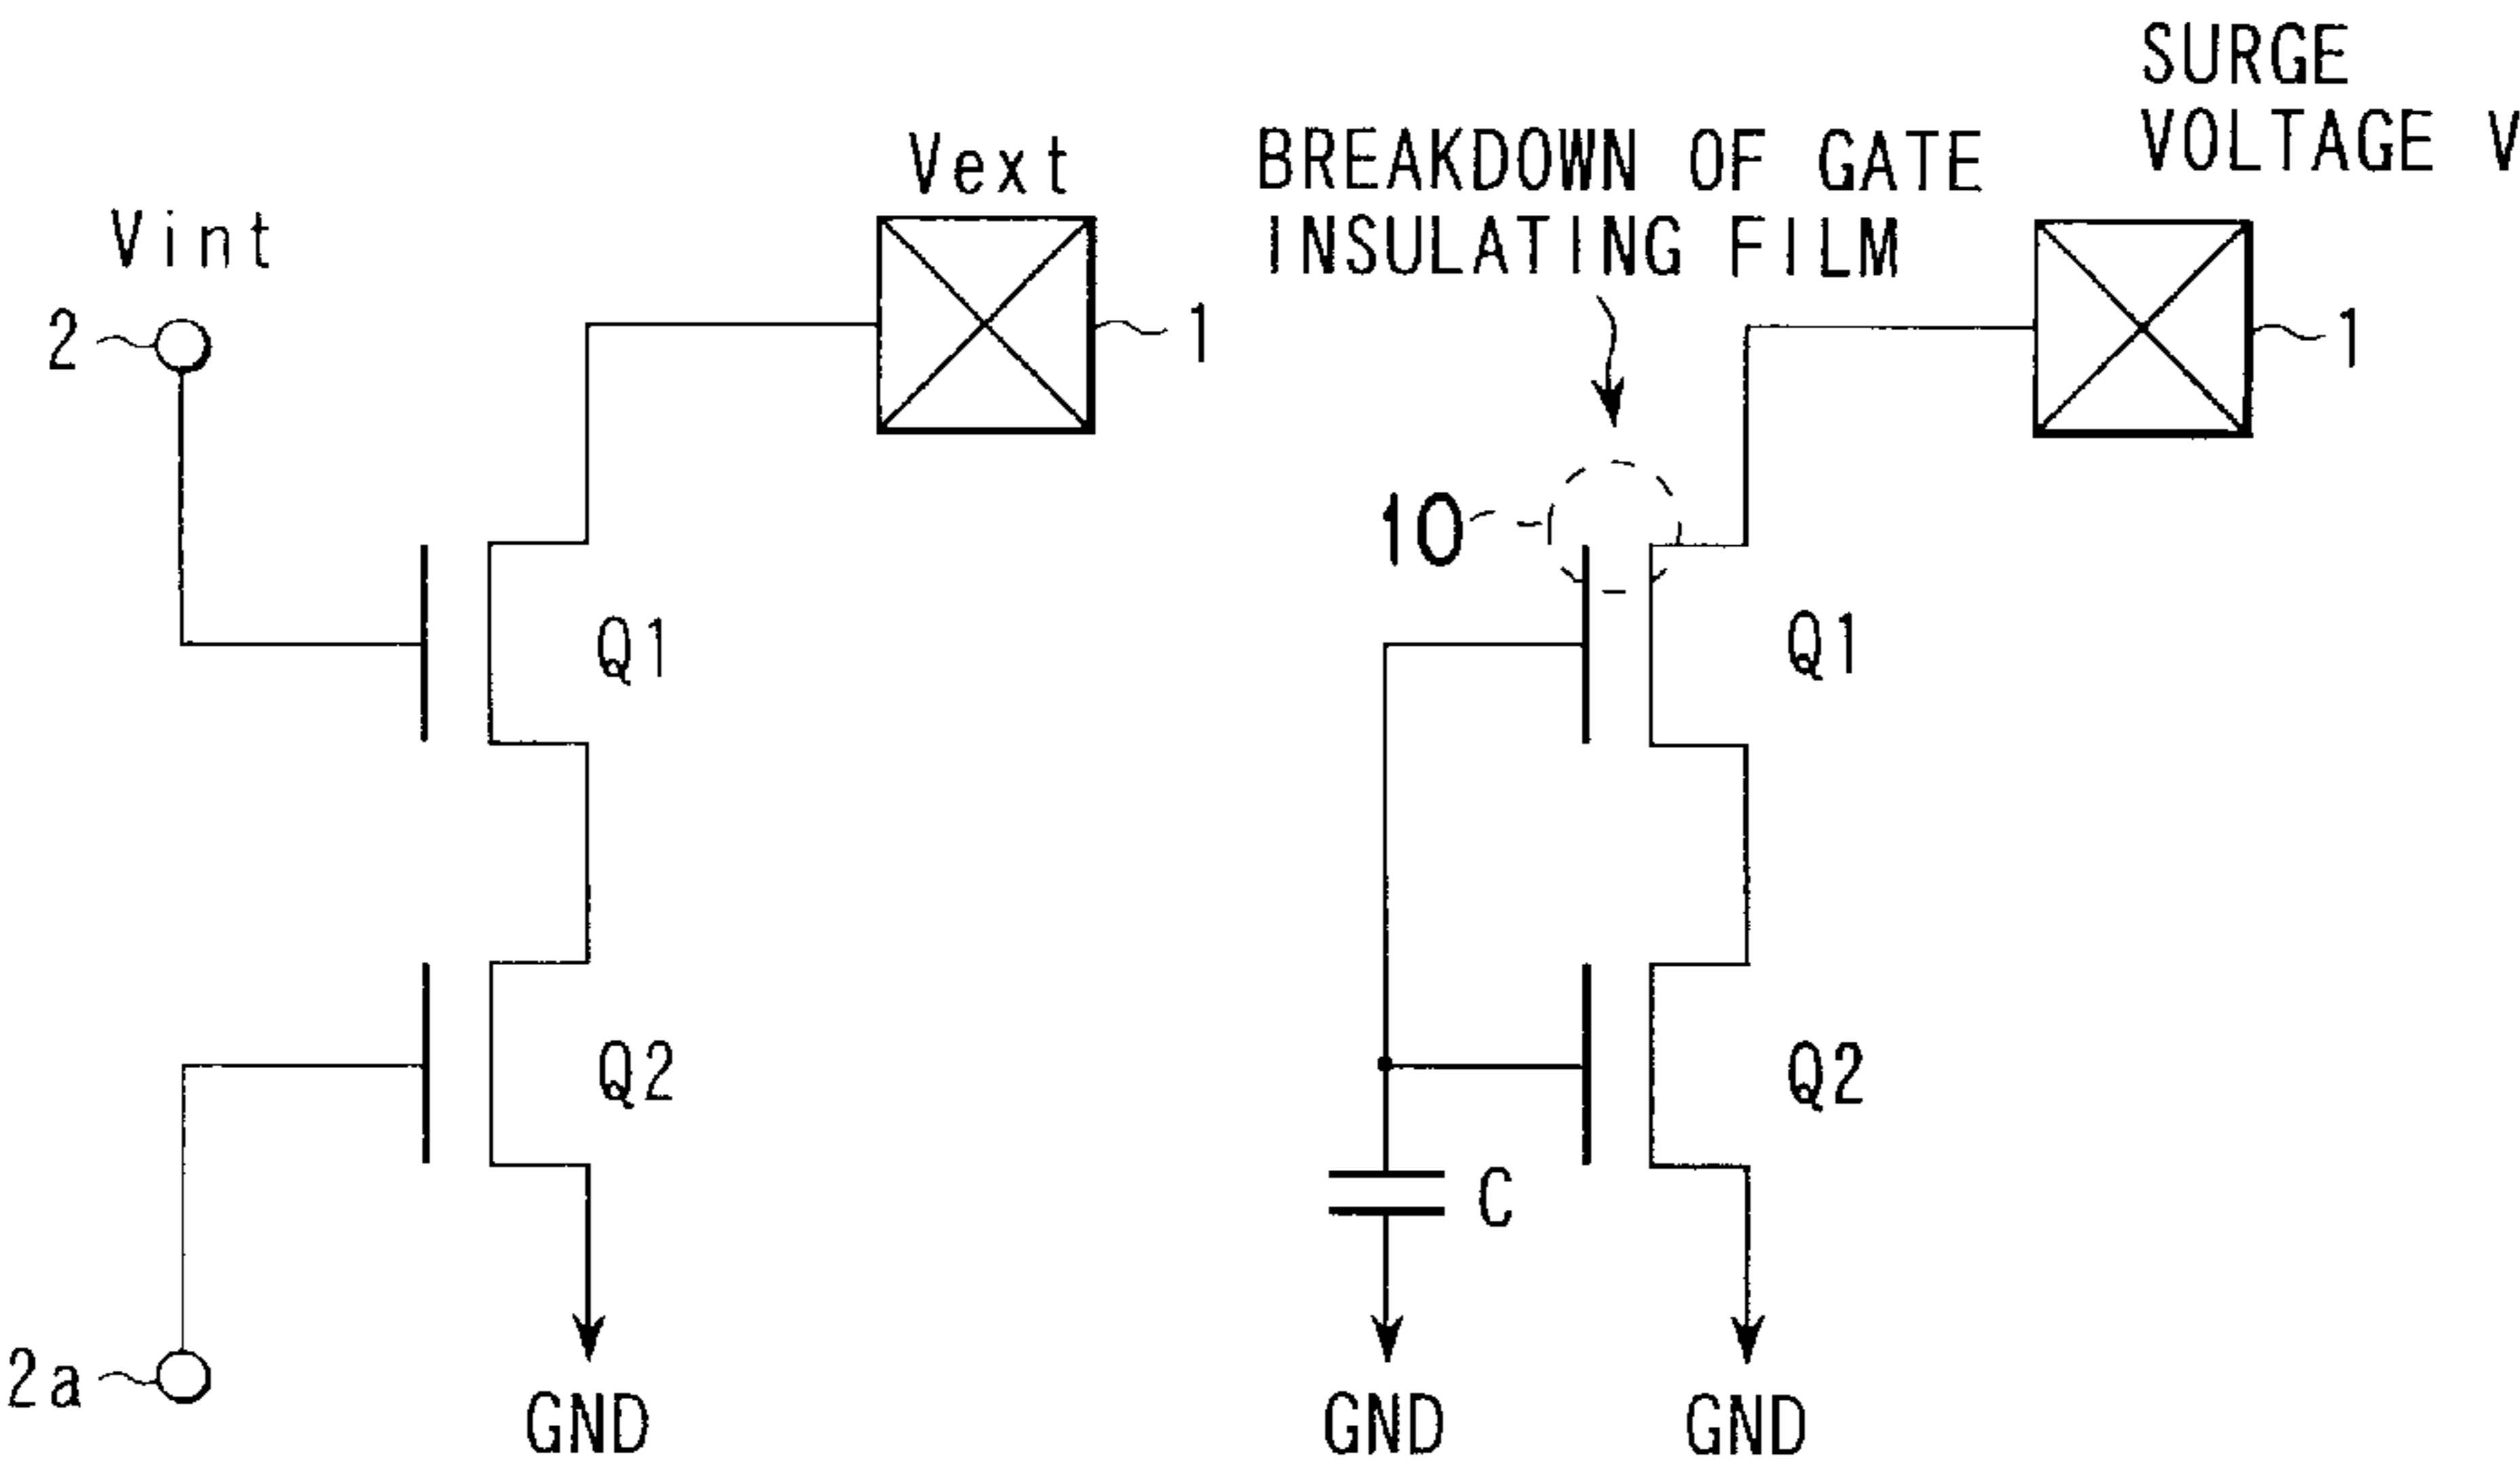 Vint
2
Vext
1
Q1
Q2
2a
GND
BREAKDOWN OF GATE
INSULATING FILM
SURGE
VOLTAGE V
1
10
Q1
Q2
C
GND
GND